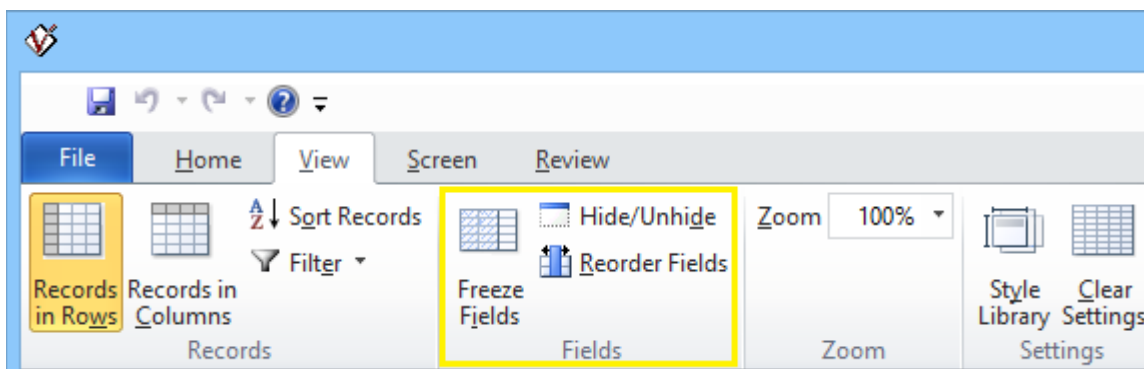 File Home View Screen Review
Records in Rows
Records in Columns
Sort Records
Filter
Records
Freeze Fields
Hide/Unhide
Reorder Fields
Fields
Zoom 100%
Zoom
Style Library
Clear Settings
Settings